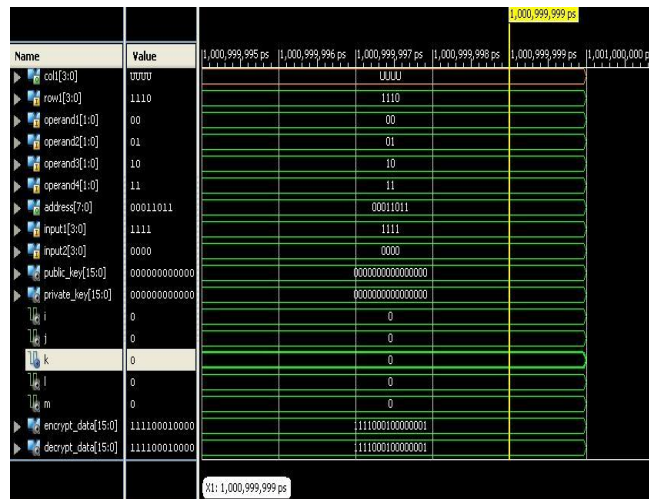 1,000,999,999 ps
Name Value 1,000,999,995 ps 1,000,999,996 ps 1,000,999,997 ps 1,000,999,998 ps 1,000,999,999 ps 1,001,000,000 p
col1[3:0] UUUU UUUU
row1[3:0] 1110 1110
operand1[1:0] 00 00
operand2[1:0] 01 01
operand3[1:0] 10 10
operand4[1:0] 11 11
address[7:0] 00011011 00011011
input1[3:0] 1111 1111
input2[3:0] 0000 0000
public_key[15:0] 000000000000 0000000000000000
private_key[15:0] 000000000000 0000000000000000
i 0 0
j 0 0
k 0 0
l 0 0
m 0 0
encrypt_data[15:0] 111100010000 1111000100000001
decrypt_data[15:0] 111100010000 1111000100000001
X1: 1,000,999,999 ps